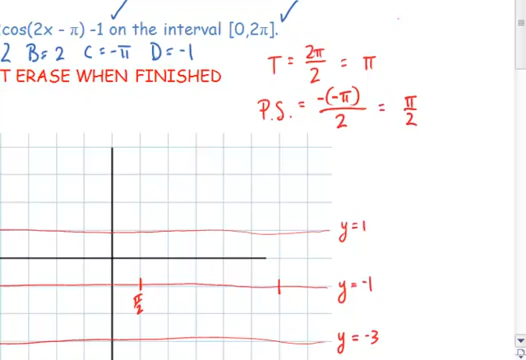 cos(2x – π) -1 on the interval [0,2π].
2 B=2 C=-π D=-1
T ERASE WHEN FINISHED
T = 2π/2 = π
P.S. = -(-π)/2 = π/2
y=1
y=-1
π/2
y=-3